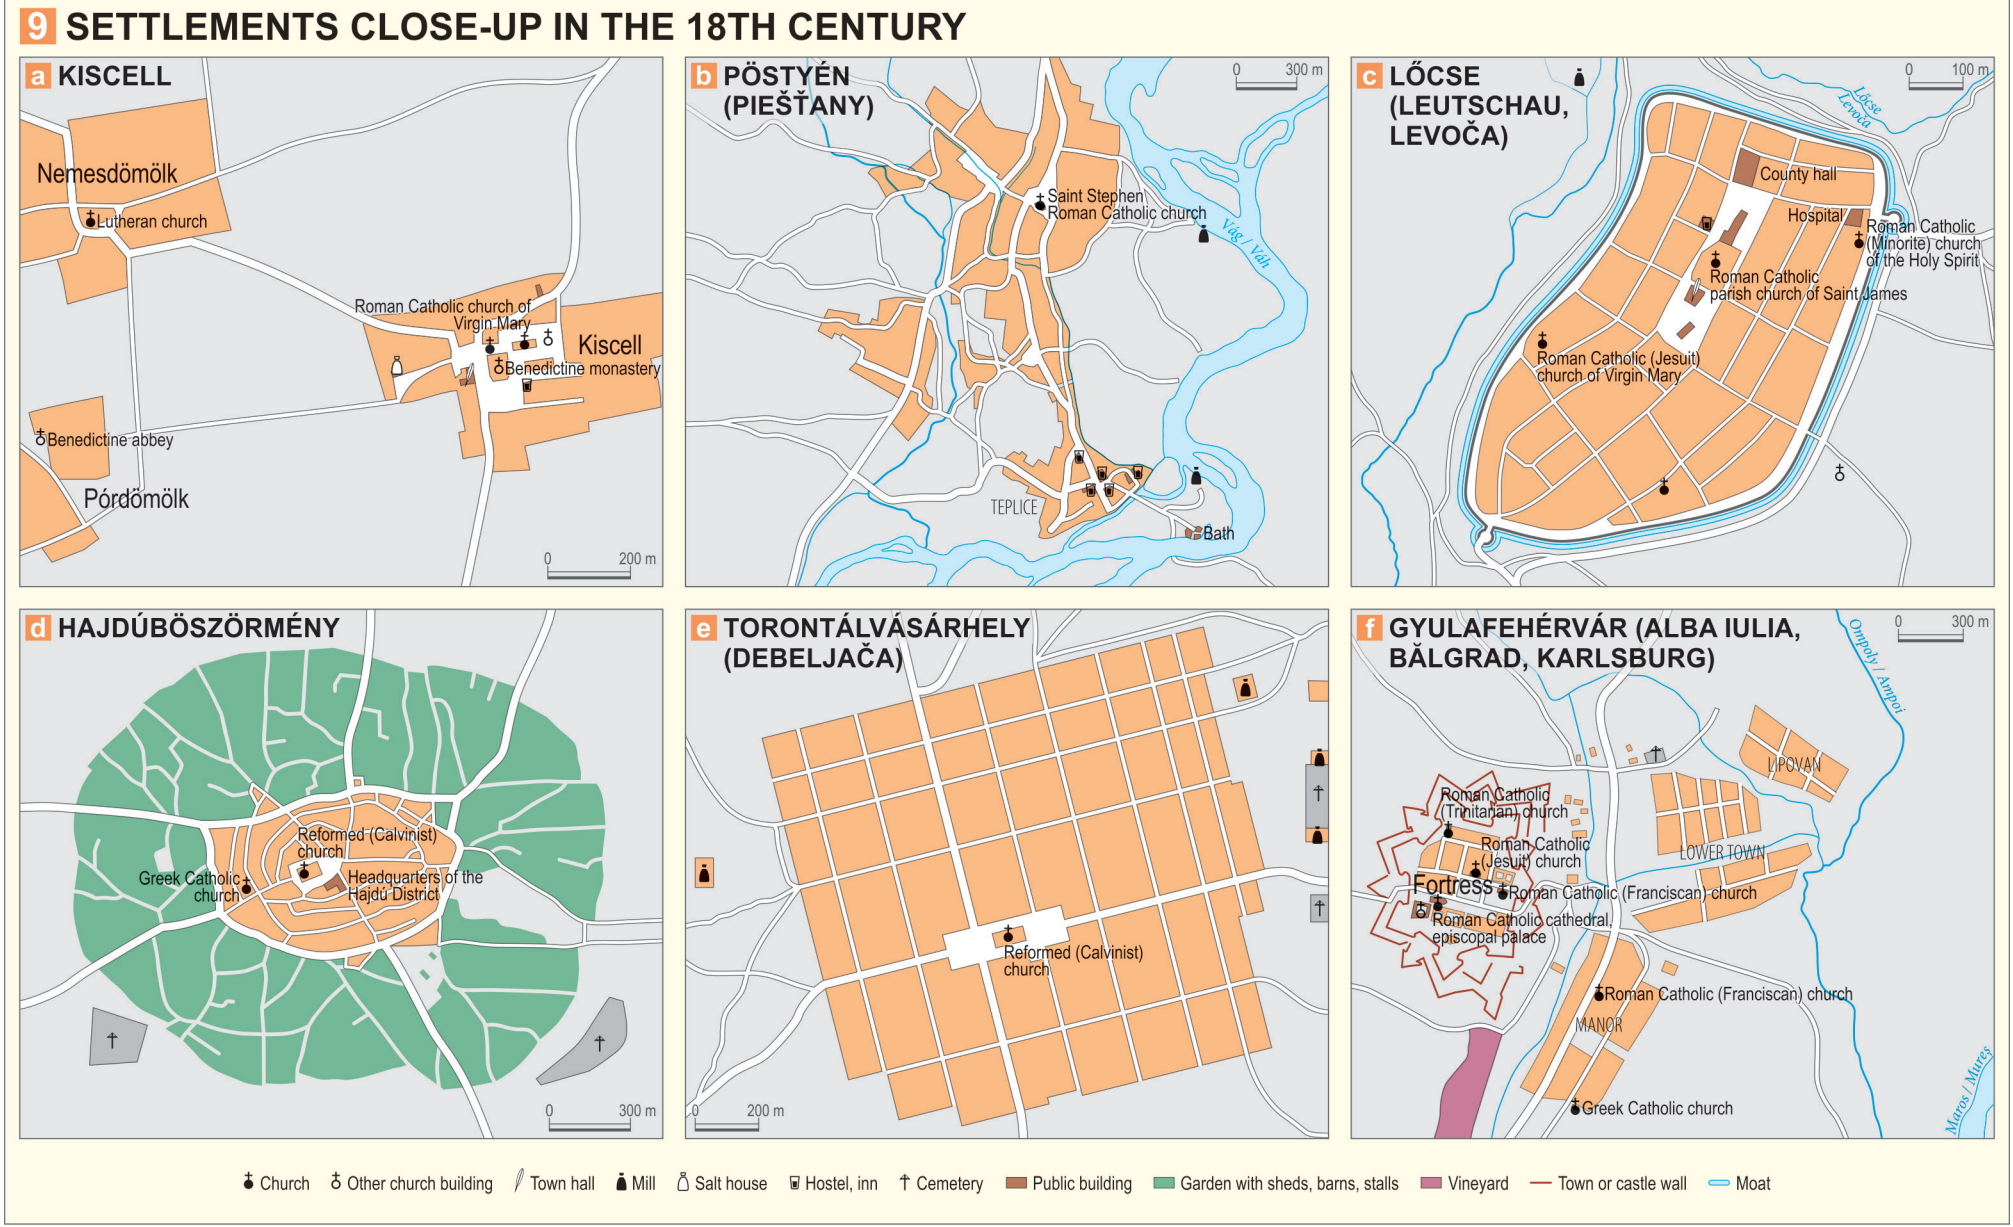 9 SETTLEMENTS CLOSE-UP IN THE 18TH CENTURY
a KISCELL
Nemesdömölk
Lutheran church
Roman Catholic church of
Virgin Mary
Kiscell
Benedictine monastery
Benedictine abbey
Pórdömölk
0 200 m
b PÖSTYÉN
(PIEŠŤANY)
0 300 m
Saint Stephen
Roman Catholic church
Vág / Váh
TEPLICE
Bath
c LŐCSE
(LEUTSCHAU,
LEVOČA)
0 100 m
Lőcse
Levoča
County hall
Hospital
Roman Catholic
(Minorite) church
of the Holy Spirit
Roman Catholic
parish church of Saint James
Roman Catholic (Jesuit)
church of Virgin Mary
d HAJDÚBÖSZÖRMÉNY
Reformed (Calvinist)
church
Greek Catholic
church
Headquarters of the
Hajdú District
0 300 m
e TORONTÁLVÁSÁRHELY
(DEBELJAČA)
Reformed (Calvinist)
church
0 200 m
f GYULAFEHÉRVÁR (ALBA IULIA,
BĂLGRAD, KARLSBURG)
0 300 m
Ompoly / Ampoi
LIPOVAN
Roman Catholic
(Trinitarian) church
Roman Catholic
(Jesuit) church
LOWER TOWN
Fortress
Roman Catholic (Franciscan) church
Roman Catholic cathedral,
episcopal palace
Roman Catholic (Franciscan) church
MANOR
Greek Catholic church
Maros / Mureș
Church Other church building Town hall Mill Salt house Hostel, inn Cemetery Public building Garden with sheds, barns, stalls Vineyard Town or castle wall Moat